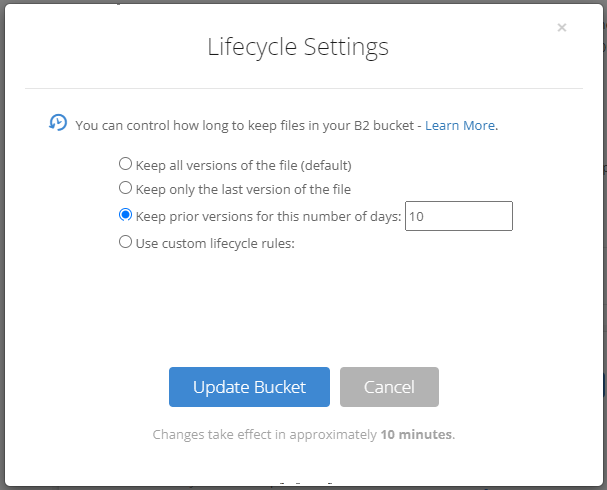 ×
Lifecycle Settings
You can control how long to keep files in your B2 bucket - Learn More.
Keep all versions of the file (default)
Keep only the last version of the file
Keep prior versions for this number of days: 10
Use custom lifecycle rules:
Update Bucket Cancel
Changes take effect in approximately 10 minutes.